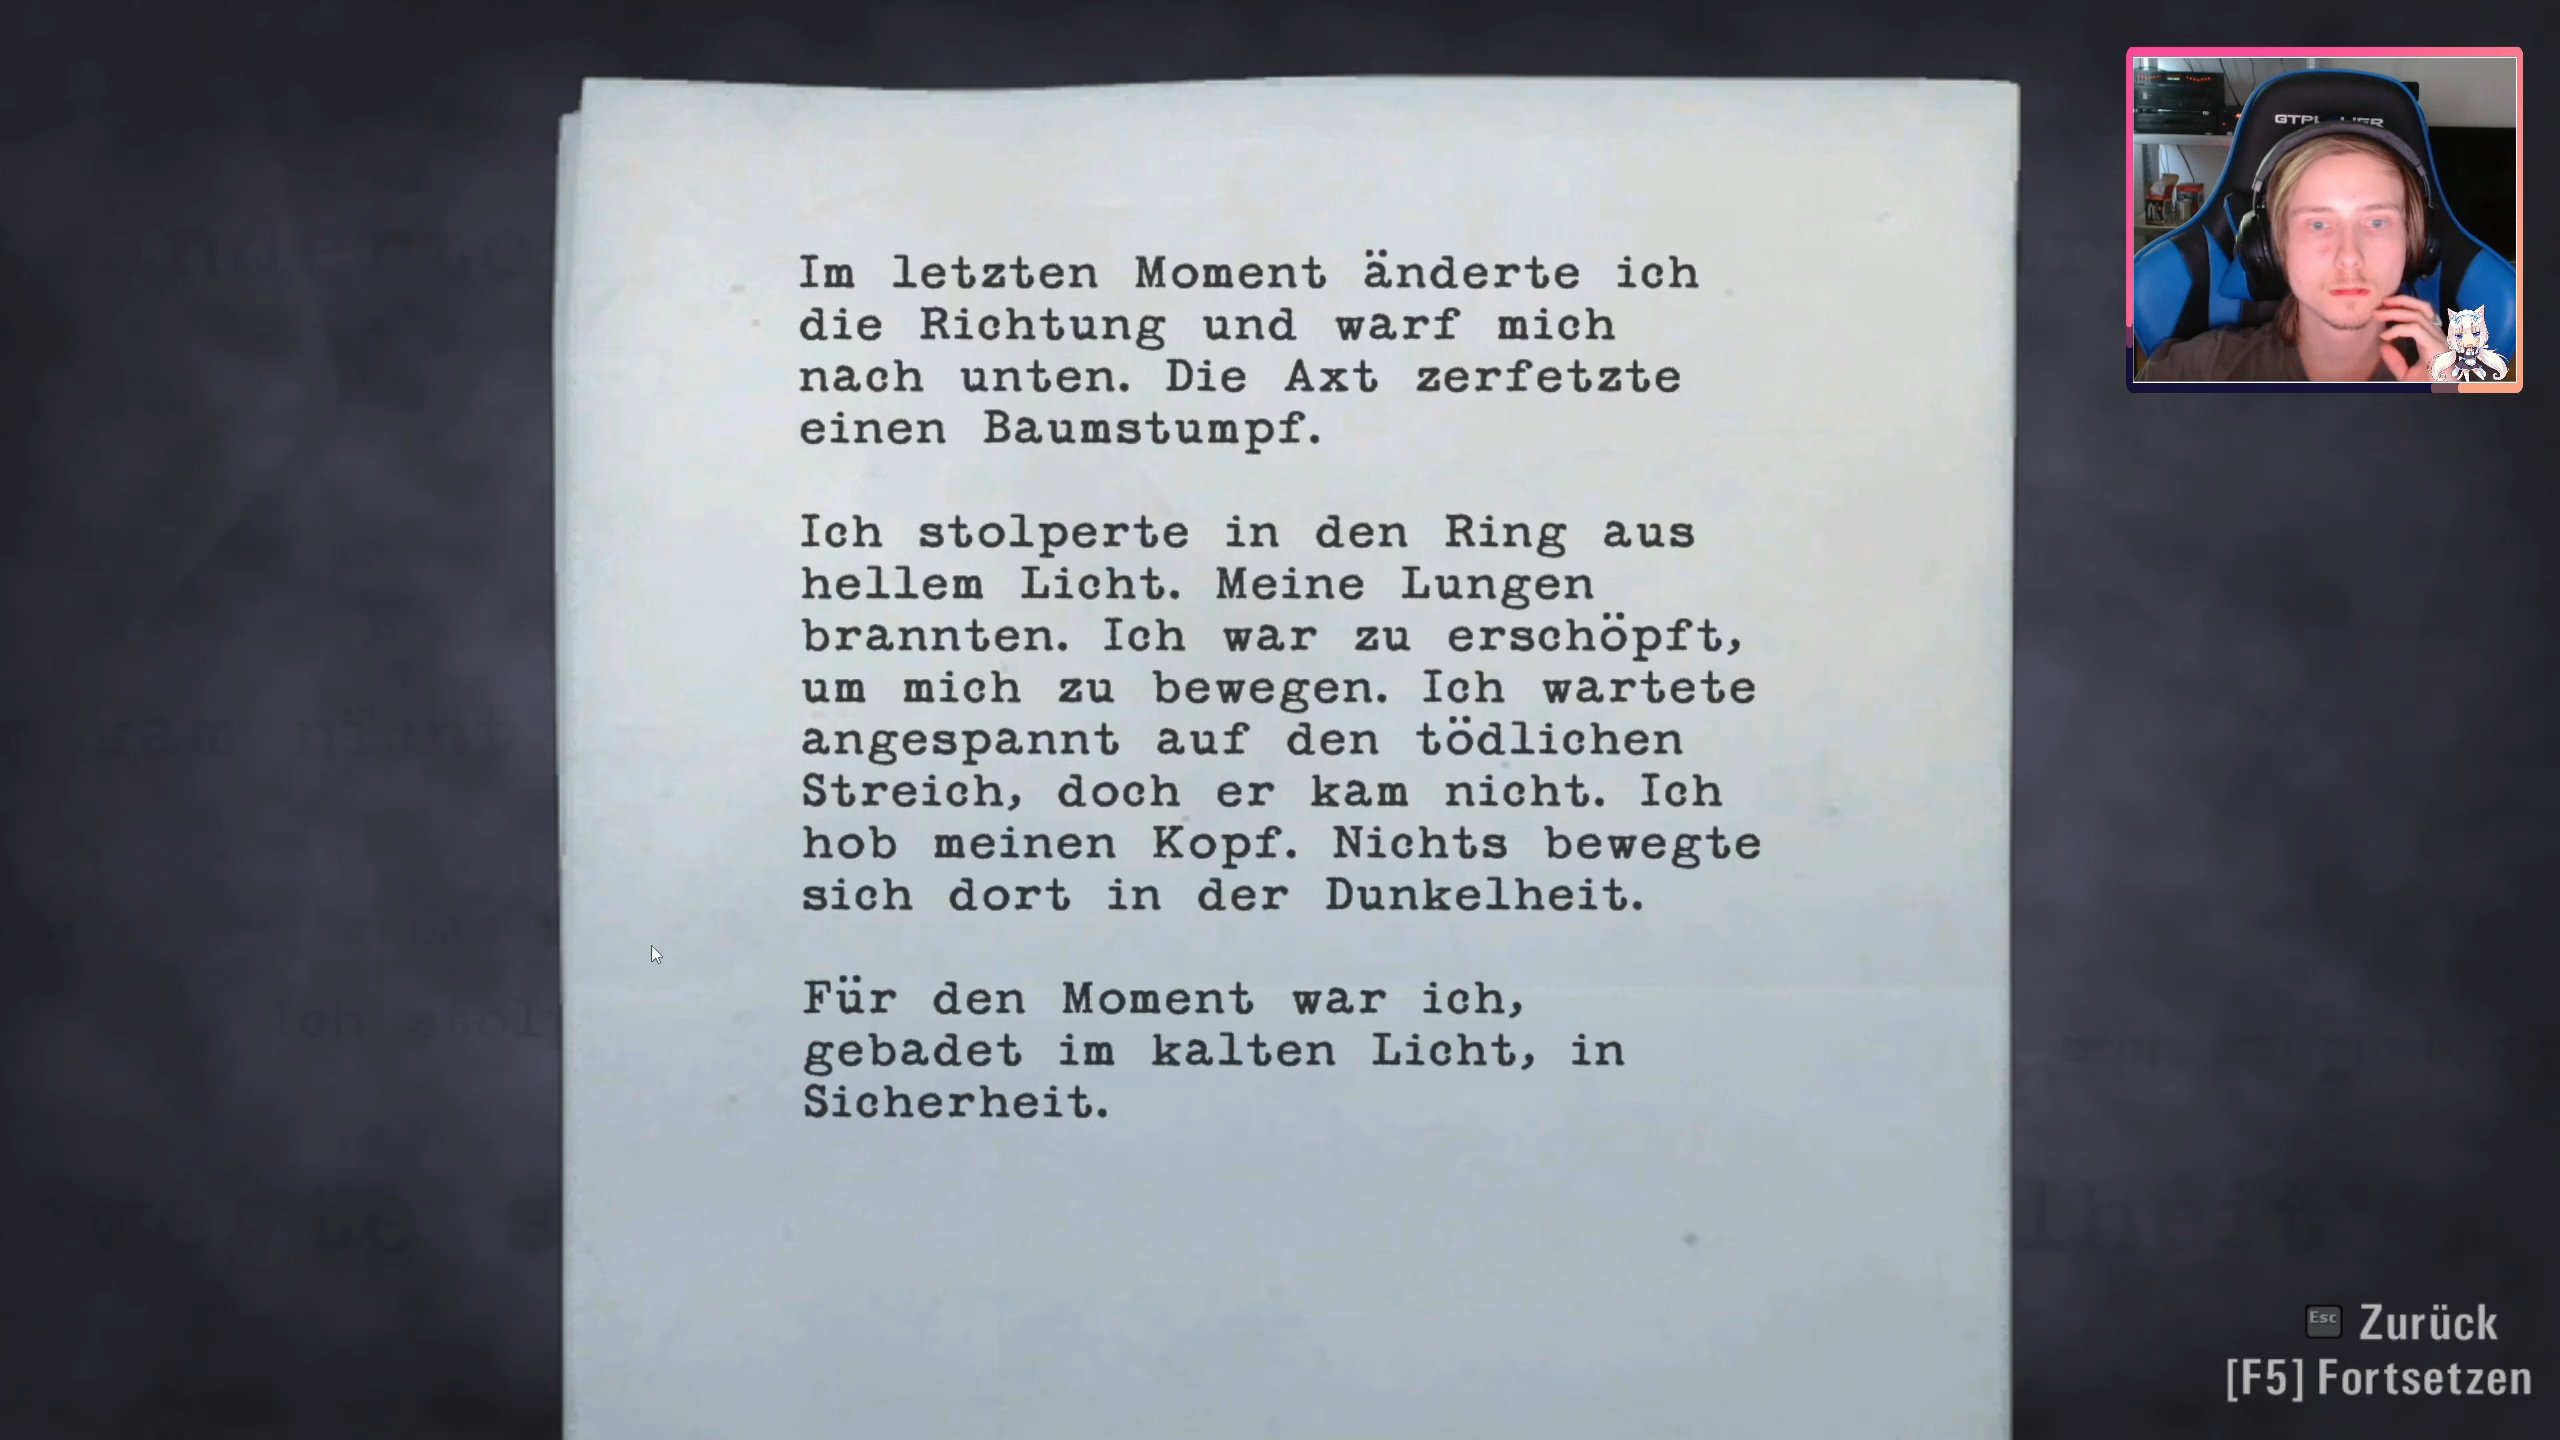 Im letzten Moment änderte ich
die Richtung und warf mich
nach unten. Die Axt zerfetzte
einen Baumstumpf.
Ich stolperte in den Ring aus
hellem Licht. Meine Lungen
brannten. Ich war zu erschöpft,
um mich zu bewegen. Ich wartete
angespannt auf den tödlichen
Streich, doch er kam nicht. Ich
hob meinen Kopf. Nichts bewegte
sich dort in der Dunkelheit.
Für den Moment war ich,
gebadet im kalten Licht, in
Sicherheit.
Esc Zurück
[F5] Fortsetzen